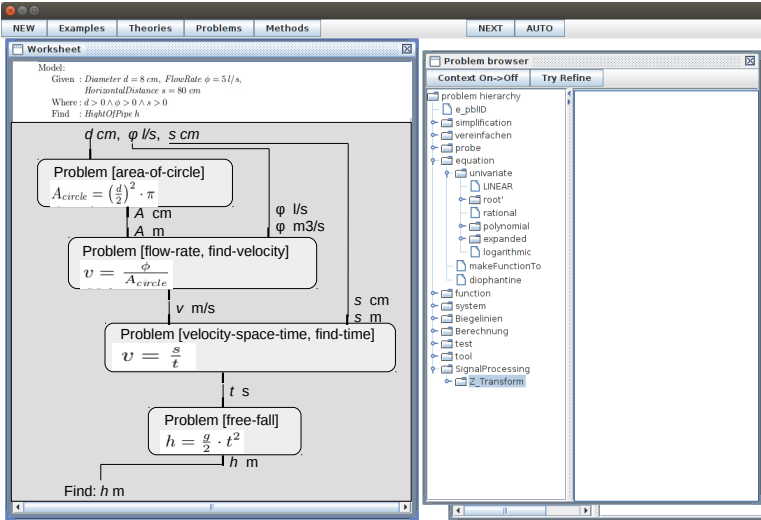 NEW Examples Theories Problems Methods NEXT AUTO
Worksheet
Model:
Given : Diameter d = 8 cm, FlowRate ϕ = 5 l/s,
HorizontalDistance s = 80 cm
Where : d > 0 ∧ ϕ > 0 ∧ s > 0
Find : HightOfPipe h
d cm, φ l/s, s cm
Problem [area-of-circle]
A_circle = (d/2)^2 · π
A cm
A m
φ l/s
φ m3/s
Problem [flow-rate, find-velocity]
v = ϕ/A_circle
v m/s
s cm
s m
Problem [velocity-space-time, find-time]
v = s/t
t s
Problem [free-fall]
h = g/2 · t^2
h m
Find: h m
Problem browser
Context On->Off Try Refine
problem hierarchy
e_pblID
simplification
vereinfachen
probe
equation
univariate
LINEAR
root'
rational
polynomial
expanded
logarithmic
makeFunctionTo
diophantine
function
system
Biegelinien
Berechnung
test
tool
SignalProcessing
Z_Transform